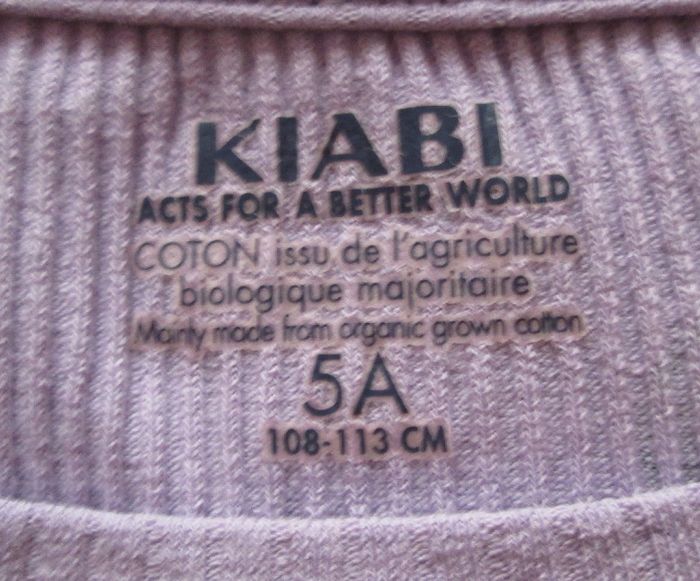 KIABI
ACTS FOR A BETTER WORLD
COTON issu de l'agriculture
biologique majoritaire
Mainly made from organic grown cotton
5A
108-113 CM